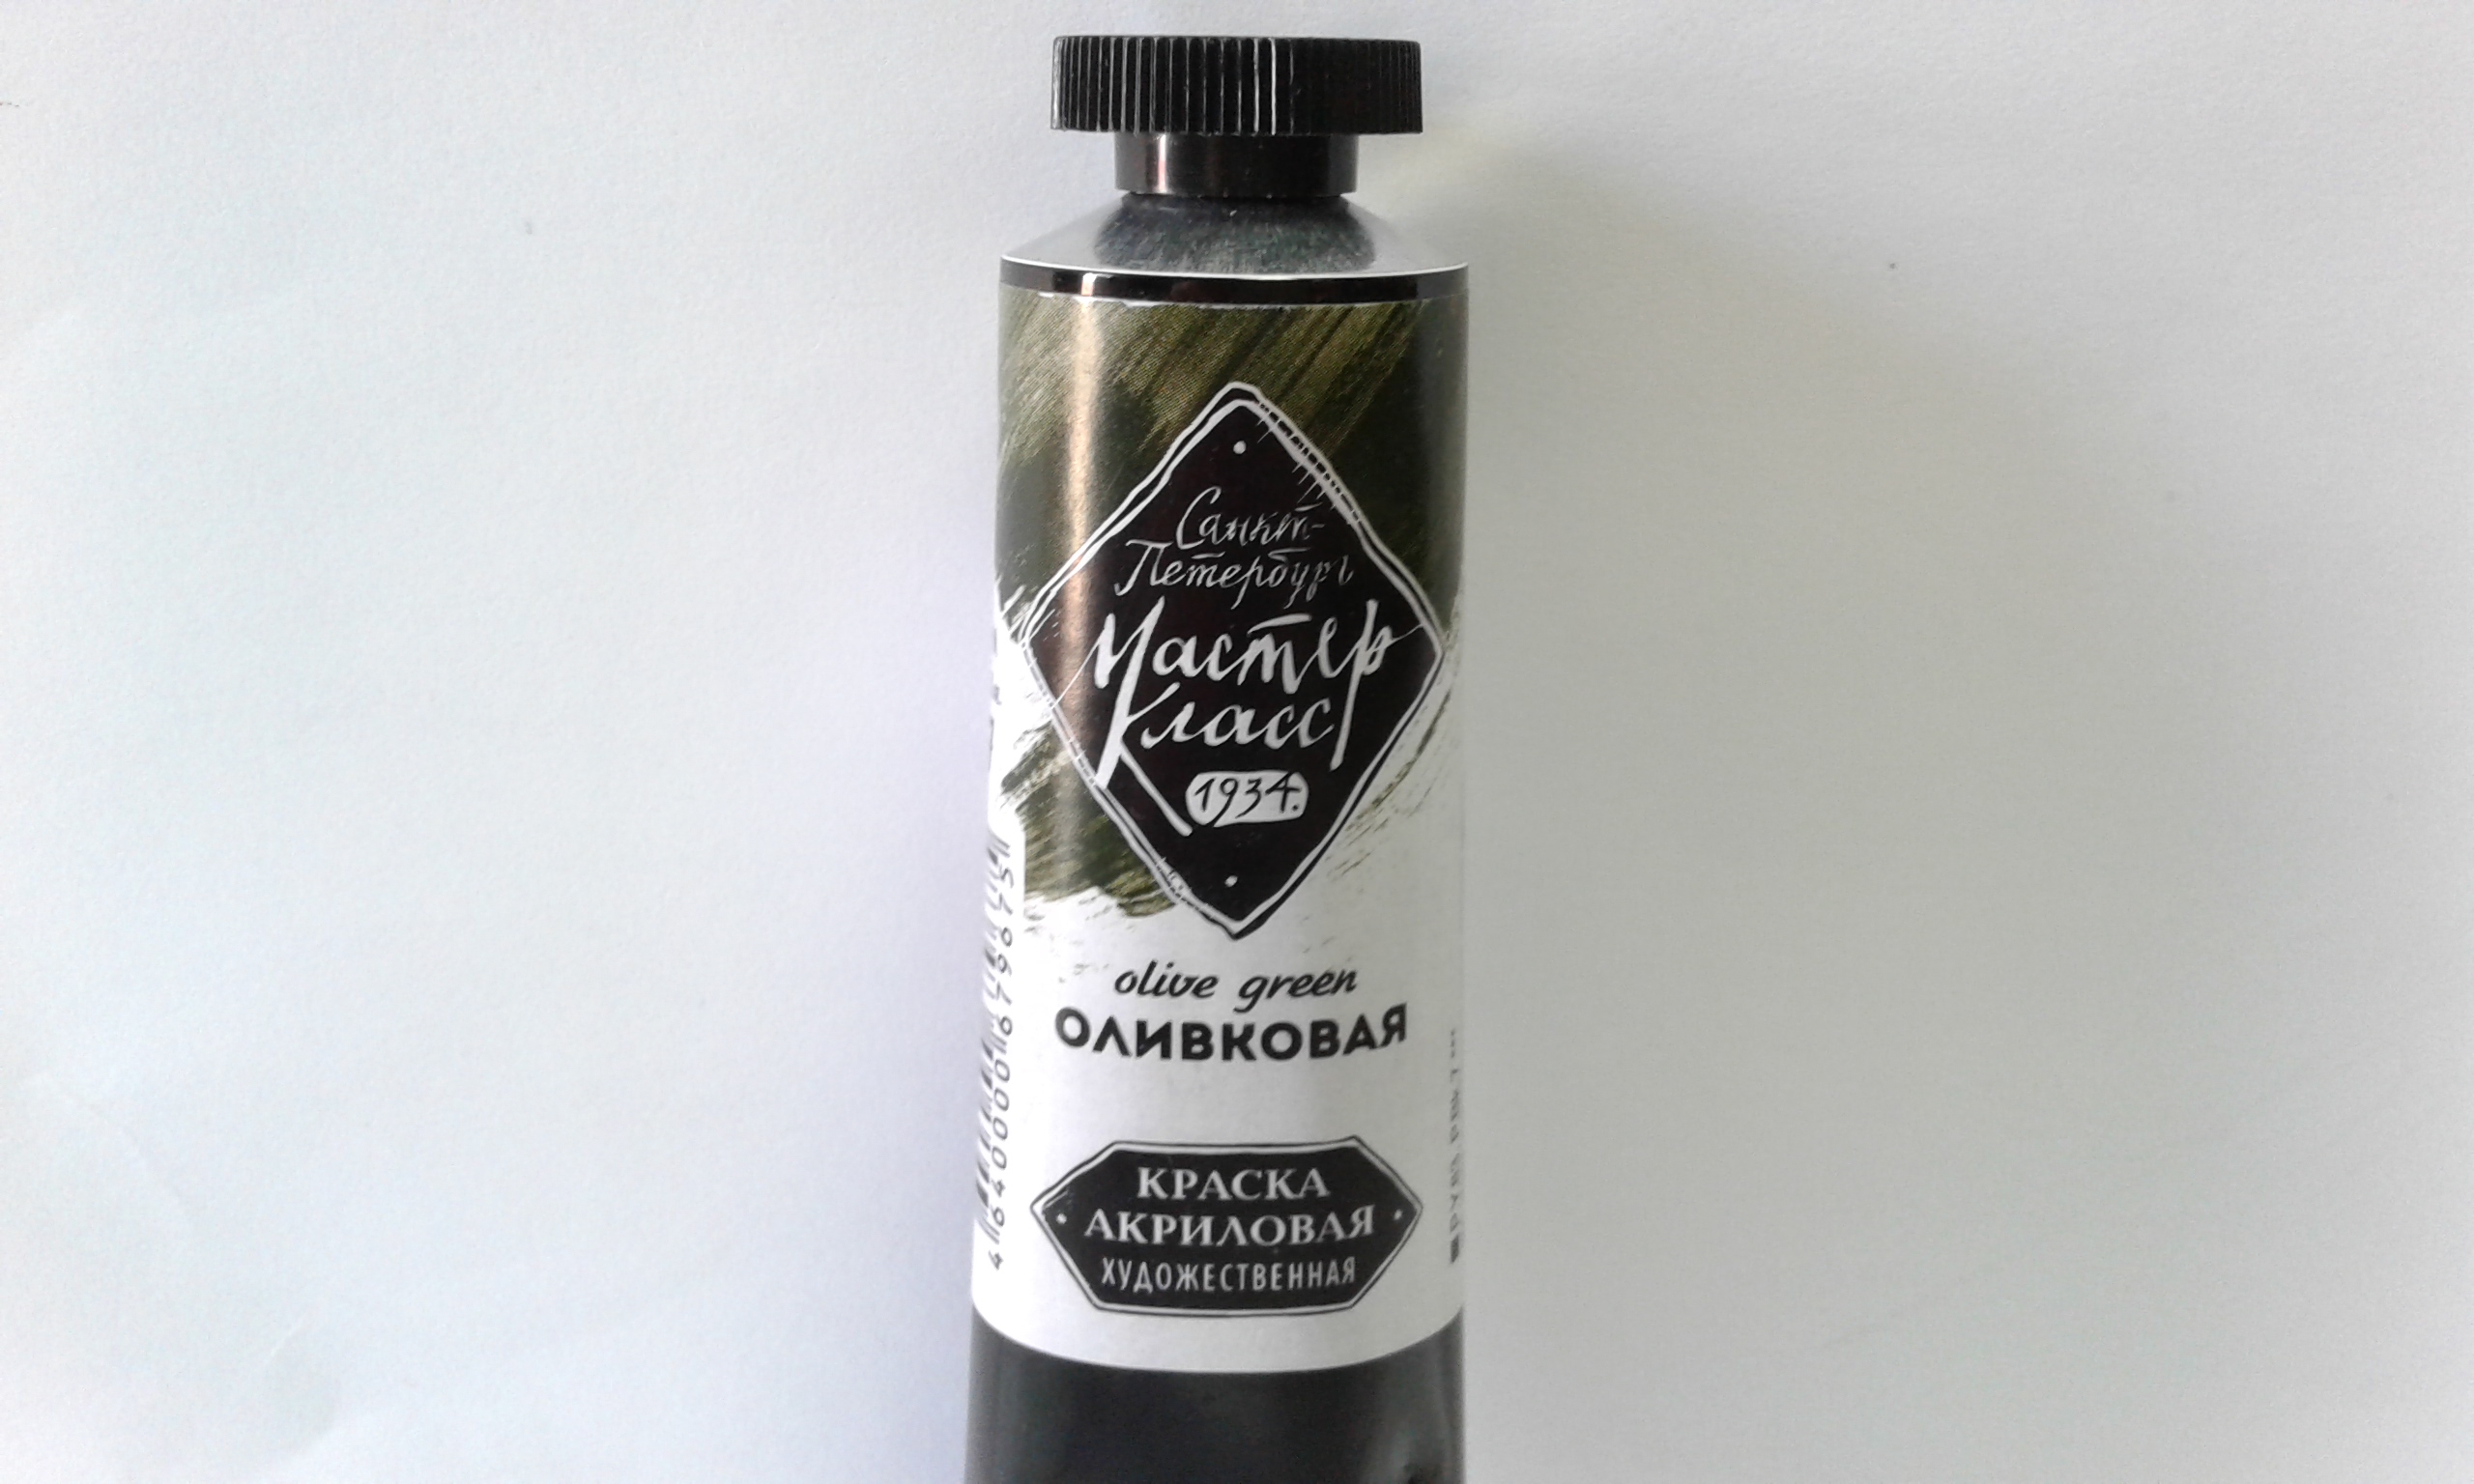 Санкт-
Петербургъ
Мастер
Класс
1934.
olive green
ОЛИВКОВАЯ
КРАСКА
АКРИЛОВАЯ
ХУДОЖЕСТВЕННАЯ